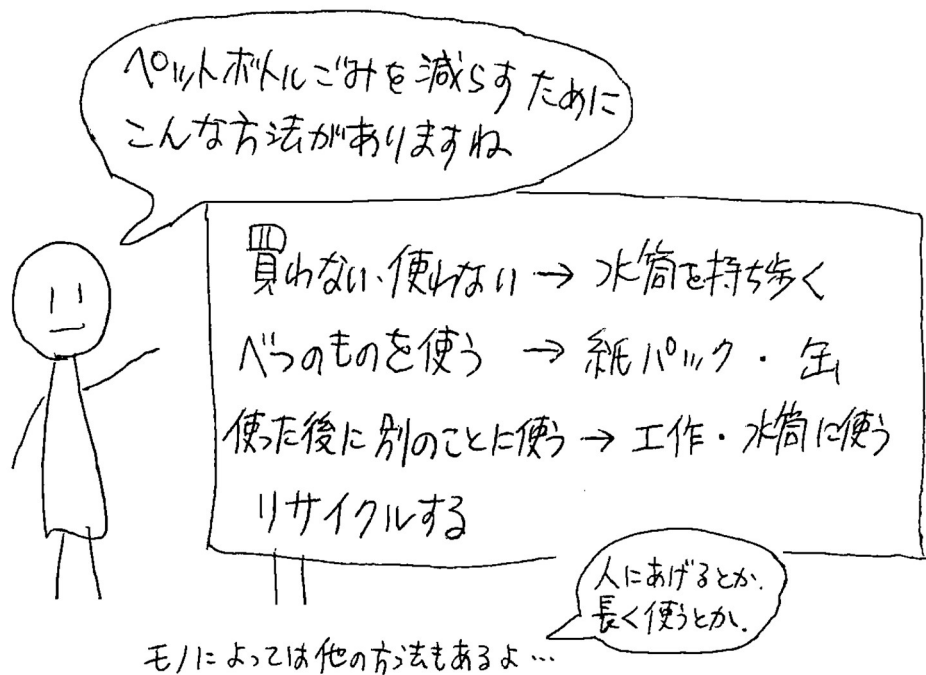 ペットボトルごみを減らすために
こんな方法がありますね
買わない、使わない → 水筒を持ち歩く
べつのものを使う → 紙パック・缶
使った後に別のことに使う → 工作・水筒に使う
リサイクルする
人にあげるとか、
長く使うとか、
モノによっては他の方法もあるよ…